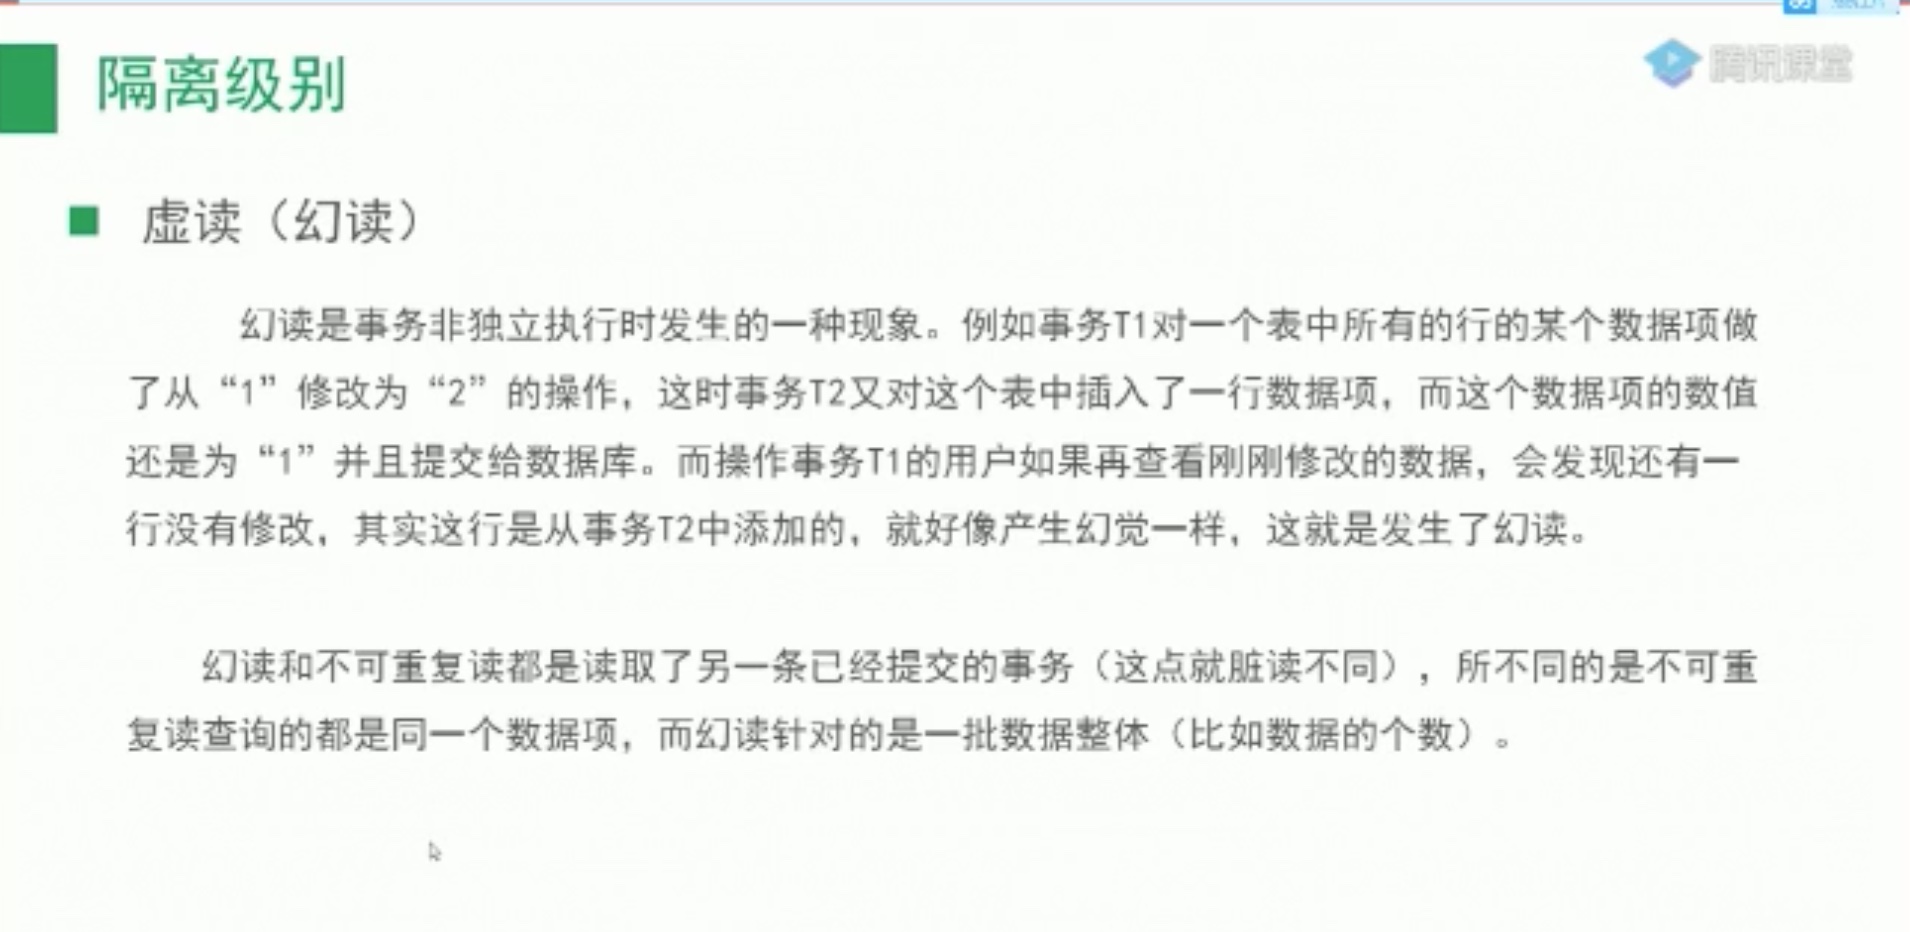 隔离级别
腾讯课堂
虚读（幻读）
幻读是事务非独立执行时发生的一种现象。例如事务T1对一个表中所有的行的某个数据项做
了从“1”修改为“2”的操作，这时事务T2又对这个表中插入了一行数据项，而这个数据项的数值
还是为“1”并且提交给数据库。而操作事务T1的用户如果再查看刚刚修改的数据，会发现还有一
行没有修改，其实这行是从事务T2中添加的，就好像产生幻觉一样，这就是发生了幻读。
幻读和不可重复读都是读取了另一条已经提交的事务（这点就脏读不同），所不同的是不可重
复读查询的都是同一个数据项，而幻读针对的是一批数据整体（比如数据的个数）。